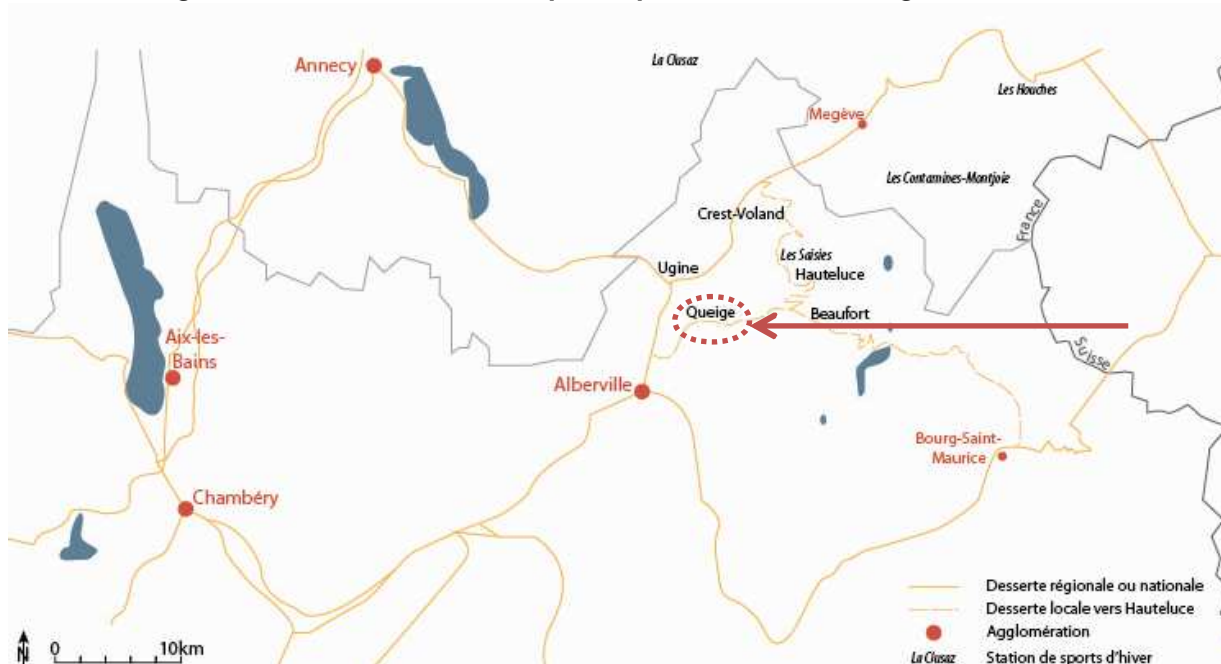 La Clusaz
Annecy
Les Houches
Megève
Les Contamines-Montjoie
France
Crest-Voland
Les Saisies
Ugine
Hauteluce
Queige
Beaufort
Aix-les-
Bains
Suisse
Alberville
Bourg-Saint-
Maurice
Chambéry
Desserte régionale ou nationale
Desserte locale vers Hauteluce
Agglomération
La Clusaz
Station de sports d'hiver
N
0
10km